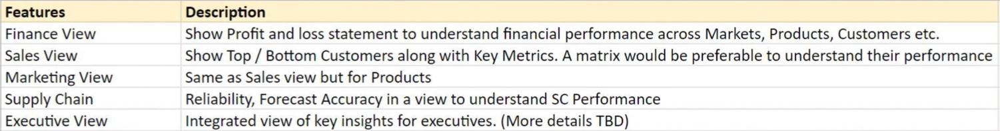 Features Description
Finance View Show Profit and loss statement to understand financial performance across Markets, Products, Customers etc.
Sales View Show Top / Bottom Customers along with Key Metrics. A matrix would be preferable to understand their performance
Marketing View Same as Sales view but for Products
Supply Chain Reliability, Forecast Accuracy in a view to understand SC Performance
Executive View Integrated view of key insights for executives. (More details TBD)